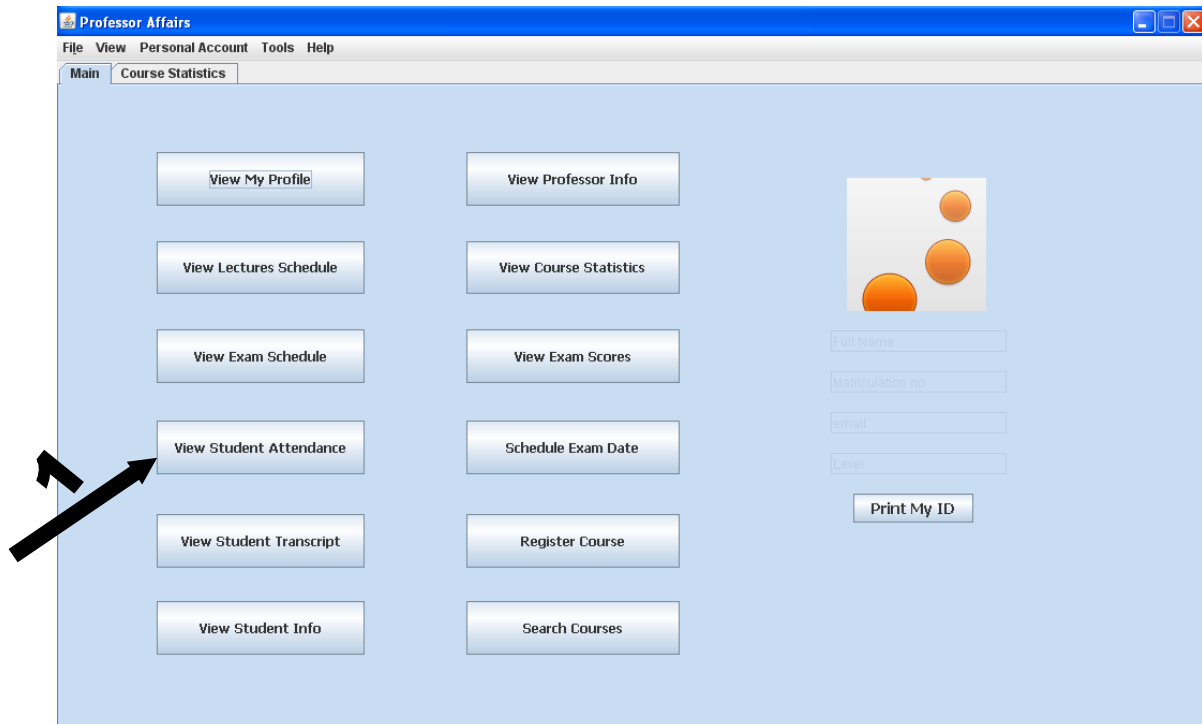 Professor Affairs
File View Personal Account Tools Help
Main Course Statistics
View My Profile
View Professor Info
View Lectures Schedule
View Course Statistics
View Exam Schedule
View Exam Scores
Full Name
Matriculation no
email
Level
1
View Student Attendance
Schedule Exam Date
Print My ID
View Student Transcript
Register Course
View Student Info
Search Courses